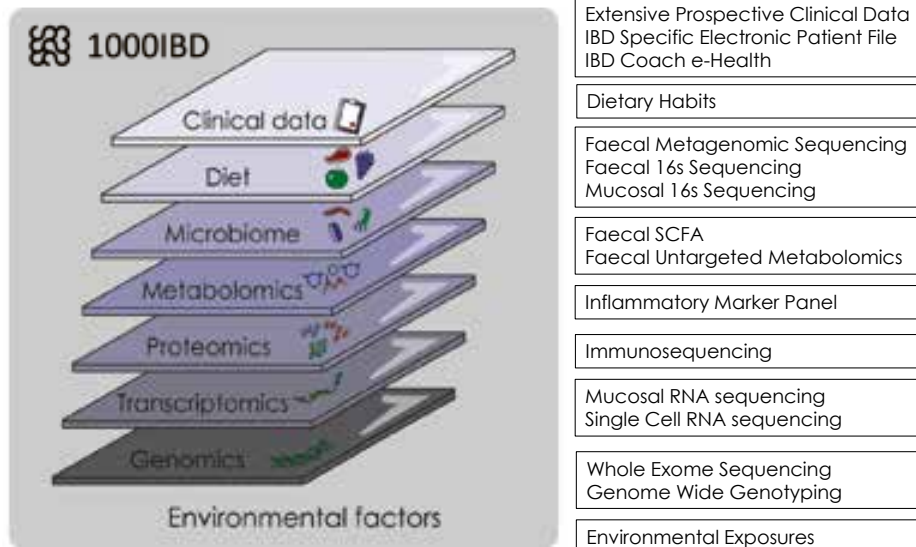 1000IBD
Clinical data
Diet
Microbiome
Metabolomics
Proteomics
Transcriptomics
Genomics
Environmental factors
Extensive Prospective Clinical Data
IBD Specific Electronic Patient File
IBD Coach e-Health
Dietary Habits
Faecal Metagenomic Sequencing
Faecal 16s Sequencing
Mucosal 16s Sequencing
Faecal SCFA
Faecal Untargeted Metabolomics
Inflammatory Marker Panel
Immunosequencing
Mucosal RNA sequencing
Single Cell RNA sequencing
Whole Exome Sequencing
Genome Wide Genotyping
Environmental Exposures